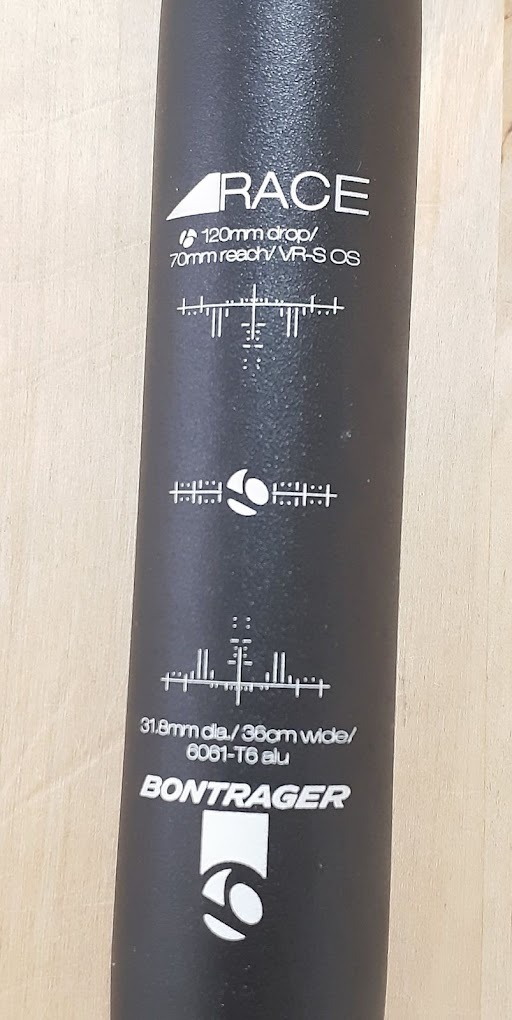 RACE
120mm drop/
70mm reach/ VR-S OS
31.8mm dia./ 36cm wide/
6061-T6 alu
BONTRAGER